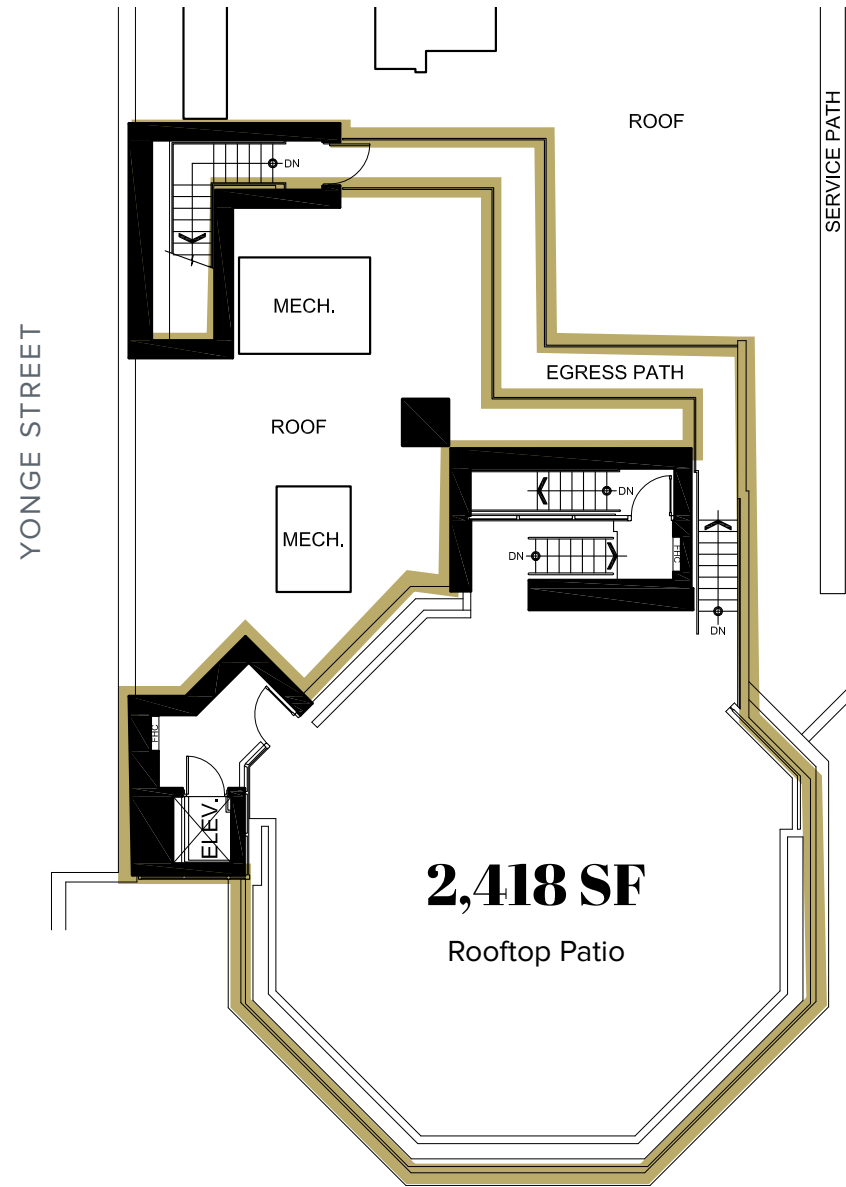 ROOF
SERVICE PATH
DN
MECH.
YONGE STREET
EGRESS PATH
ROOF
DN
MECH.
DN
FHC
DN
FHC
ELEV.
2,418 SF
Rooftop Patio